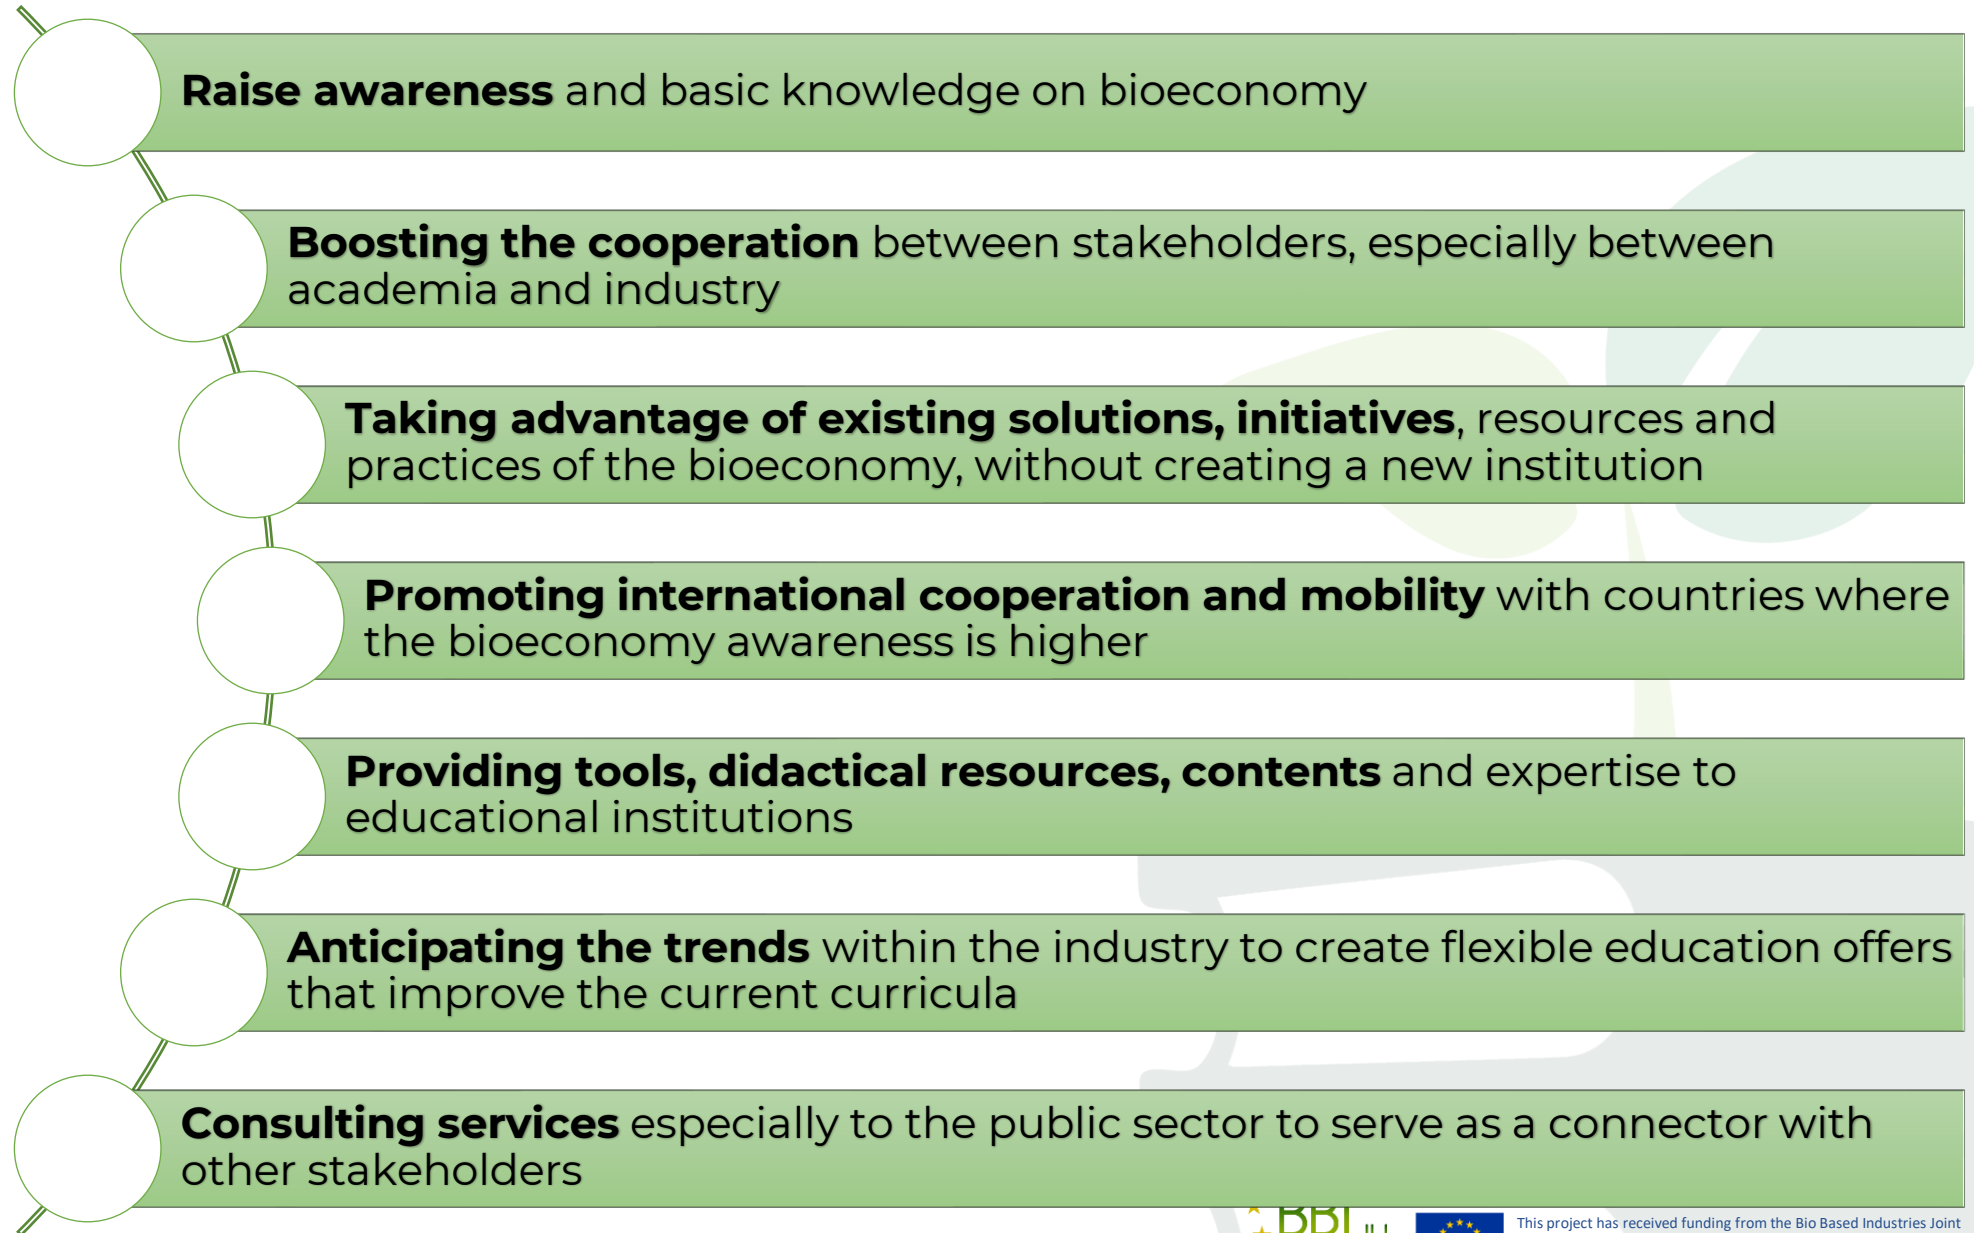 Raise awareness and basic knowledge on bioeconomy
Boosting the cooperation between stakeholders, especially between
academia and industry
Taking advantage of existing solutions, initiatives, resources and
practices of the bioeconomy, without creating a new institution
Promoting international cooperation and mobility with countries where
the bioeconomy awareness is higher
Providing tools, didactical resources, contents and expertise to
educational institutions
Anticipating the trends within the industry to create flexible education offers
that improve the current curricula
Consulting services especially to the public sector to serve as a connector with
other stakeholders
BBI
This project has received funding from the Bio Based Industries Joint